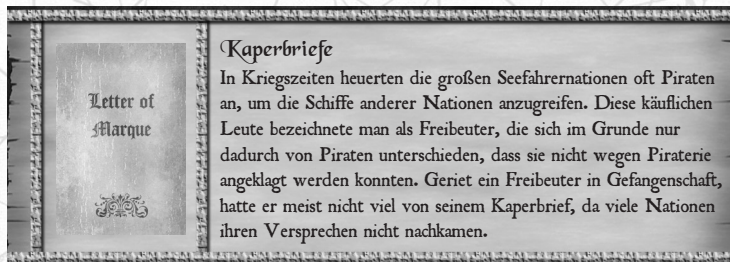 Letter of
Marque
Kaperbriefe
In Kriegszeiten heuerten die großen Seefahrernationen oft Piraten
an, um die Schiffe anderer Nationen anzugreifen. Diese käuflichen
Leute bezeichnete man als Freibeuter, die sich im Grunde nur
dadurch von Piraten unterschieden, dass sie nicht wegen Piraterie
angeklagt werden konnten. Geriet ein Freibeuter in Gefangenschaft,
hatte er meist nicht viel von seinem Kaperbrief, da viele Nationen
ihren Versprechen nicht nachkamen.